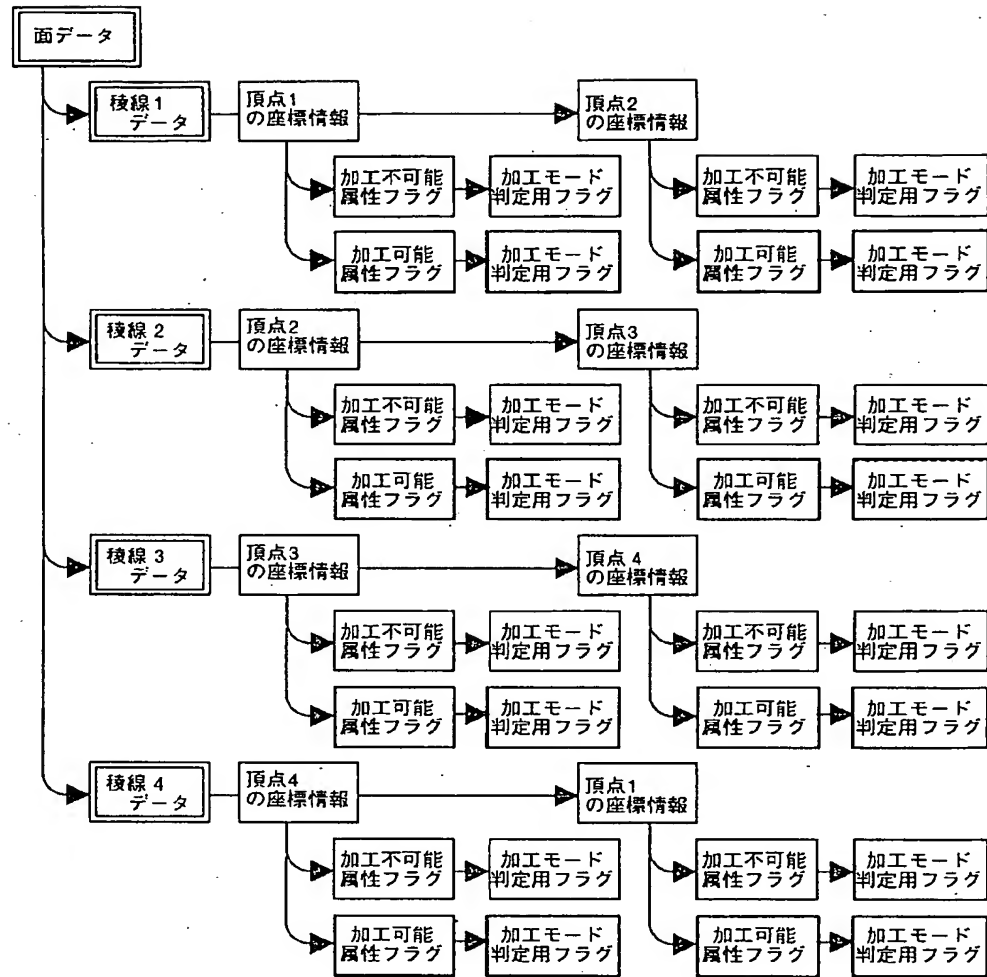 面データ
稜線1
データ
頂点1
の座標情報
頂点2
の座標情報
加工不可能
属性フラグ
加工モード
判定用フラグ
加工不可能
属性フラグ
加工モード
判定用フラグ
加工可能
属性フラグ
加工モード
判定用フラグ
加工可能
属性フラグ
加工モード
判定用フラグ
稜線2
データ
頂点2
の座標情報
頂点3
の座標情報
加工不可能
属性フラグ
加工モード
判定用フラグ
加工不可能
属性フラグ
加工モード
判定用フラグ
加工可能
属性フラグ
加工モード
判定用フラグ
加工可能
属性フラグ
加工モード
判定用フラグ
稜線3
データ
頂点3
の座標情報
頂点4
の座標情報
加工不可能
属性フラグ
加工モード
判定用フラグ
加工不可能
属性フラグ
加工モード
判定用フラグ
加工可能
属性フラグ
加工モード
判定用フラグ
加工可能
属性フラグ
加工モード
判定用フラグ
稜線4
データ
頂点4
の座標情報
頂点1
の座標情報
加工不可能
属性フラグ
加工モード
判定用フラグ
加工不可能
属性フラグ
加工モード
判定用フラグ
加工可能
属性フラグ
加工モード
判定用フラグ
加工可能
属性フラグ
加工モード
判定用フラグ